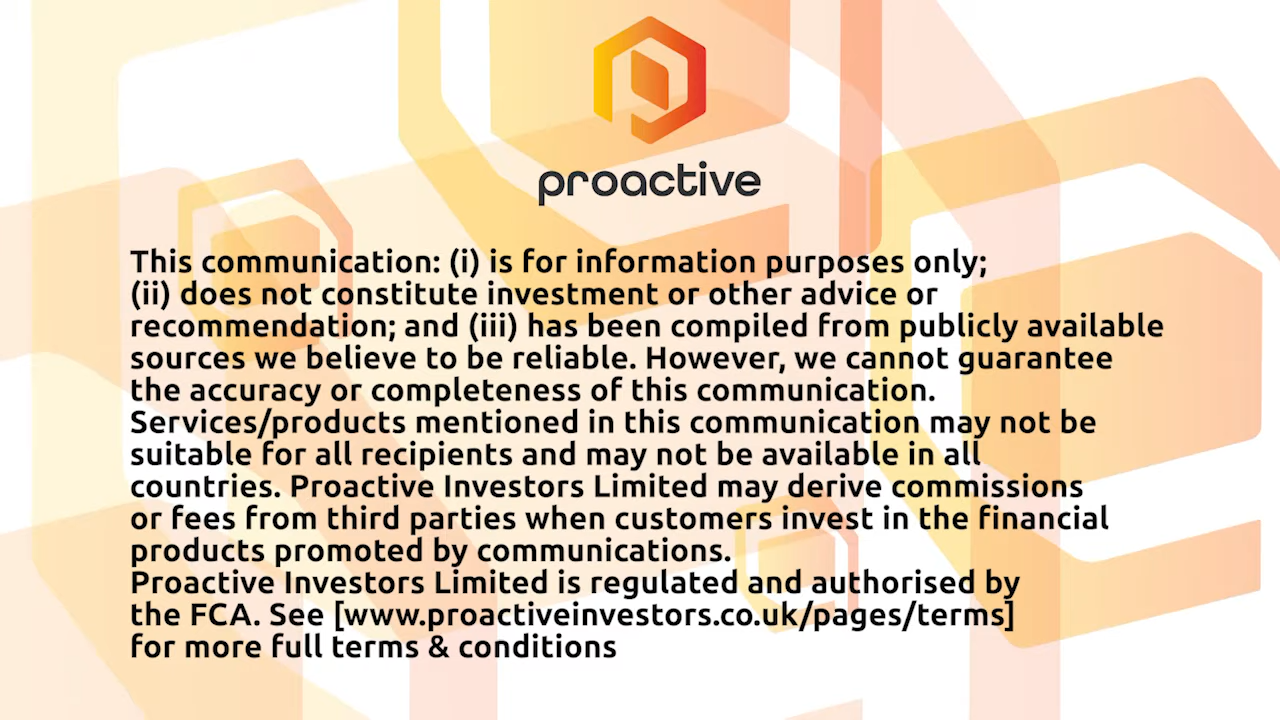 proactive
This communication: (i) is for information purposes only;
(ii) does not constitute investment or other advice or
recommendation; and (iii) has been compiled from publicly available
sources we believe to be reliable. However, we cannot guarantee
the accuracy or completeness of this communication.
Services/products mentioned in this communication may not be
suitable for all recipients and may not be available in all
countries. Proactive Investors Limited may derive commissions
or fees from third parties when customers invest in the financial
products promoted by communications.
Proactive Investors Limited is regulated and authorised by
the FCA. See [www.proactiveinvestors.co.uk/pages/terms]
for more full terms & conditions